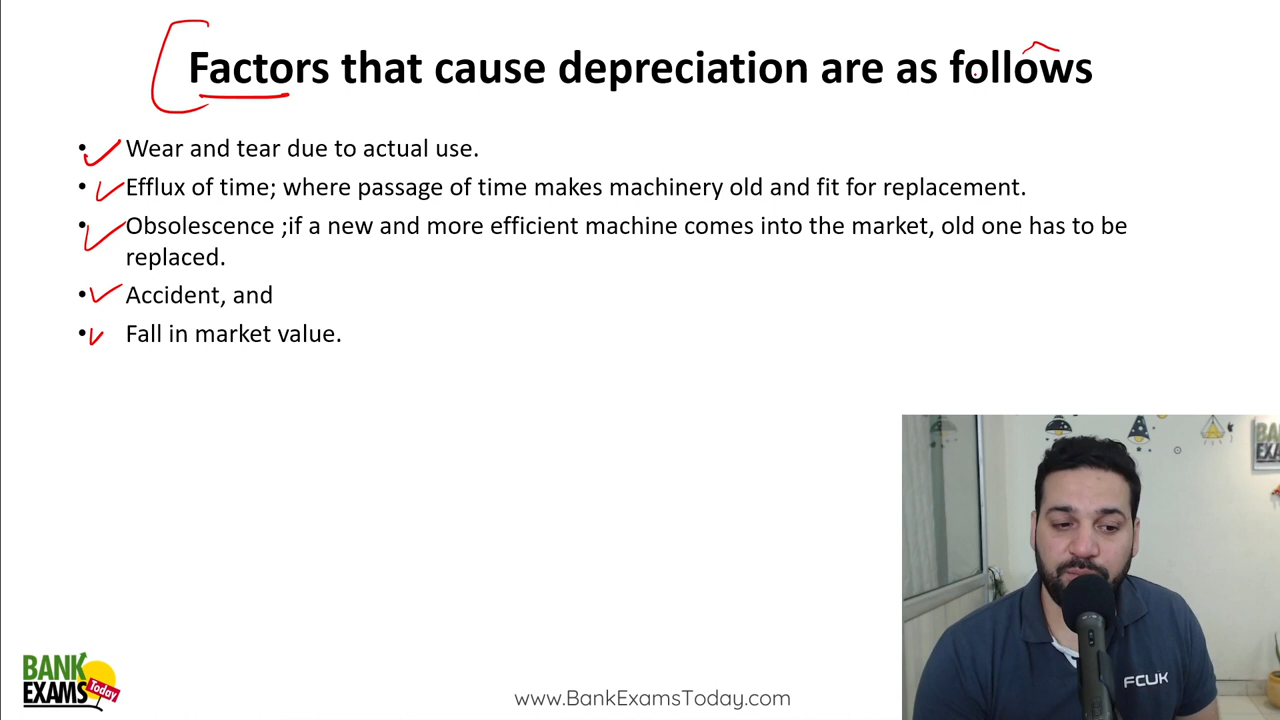 Factors that cause depreciation are as follows
• Wear and tear due to actual use.
• Efflux of time; where passage of time makes machinery old and fit for replacement.
• Obsolescence ;if a new and more efficient machine comes into the market, old one has to be
replaced.
• Accident, and
• Fall in market value.
FCUK
BANK
EXAMS
Today
www.BankExamsToday.com